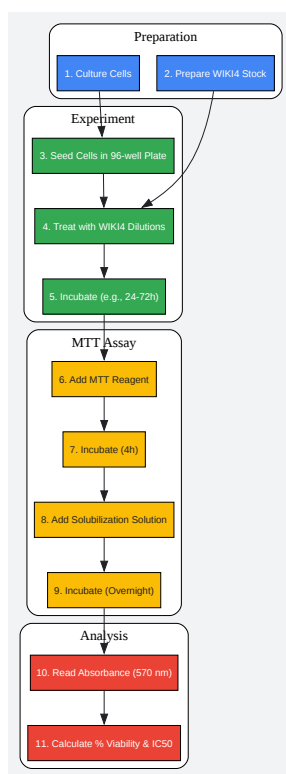 Preparation
1. Culture Cells
2. Prepare WIKI4 Stock
Experiment
3. Seed Cells in 96-well Plate
4. Treat with WIKI4 Dilutions
5. Incubate (e.g., 24-72h)
MTT Assay
6. Add MTT Reagent
7. Incubate (4h)
8. Add Solubilization Solution
9. Incubate (Overnight)
Analysis
10. Read Absorbance (570 nm)
11. Calculate % Viability & IC50